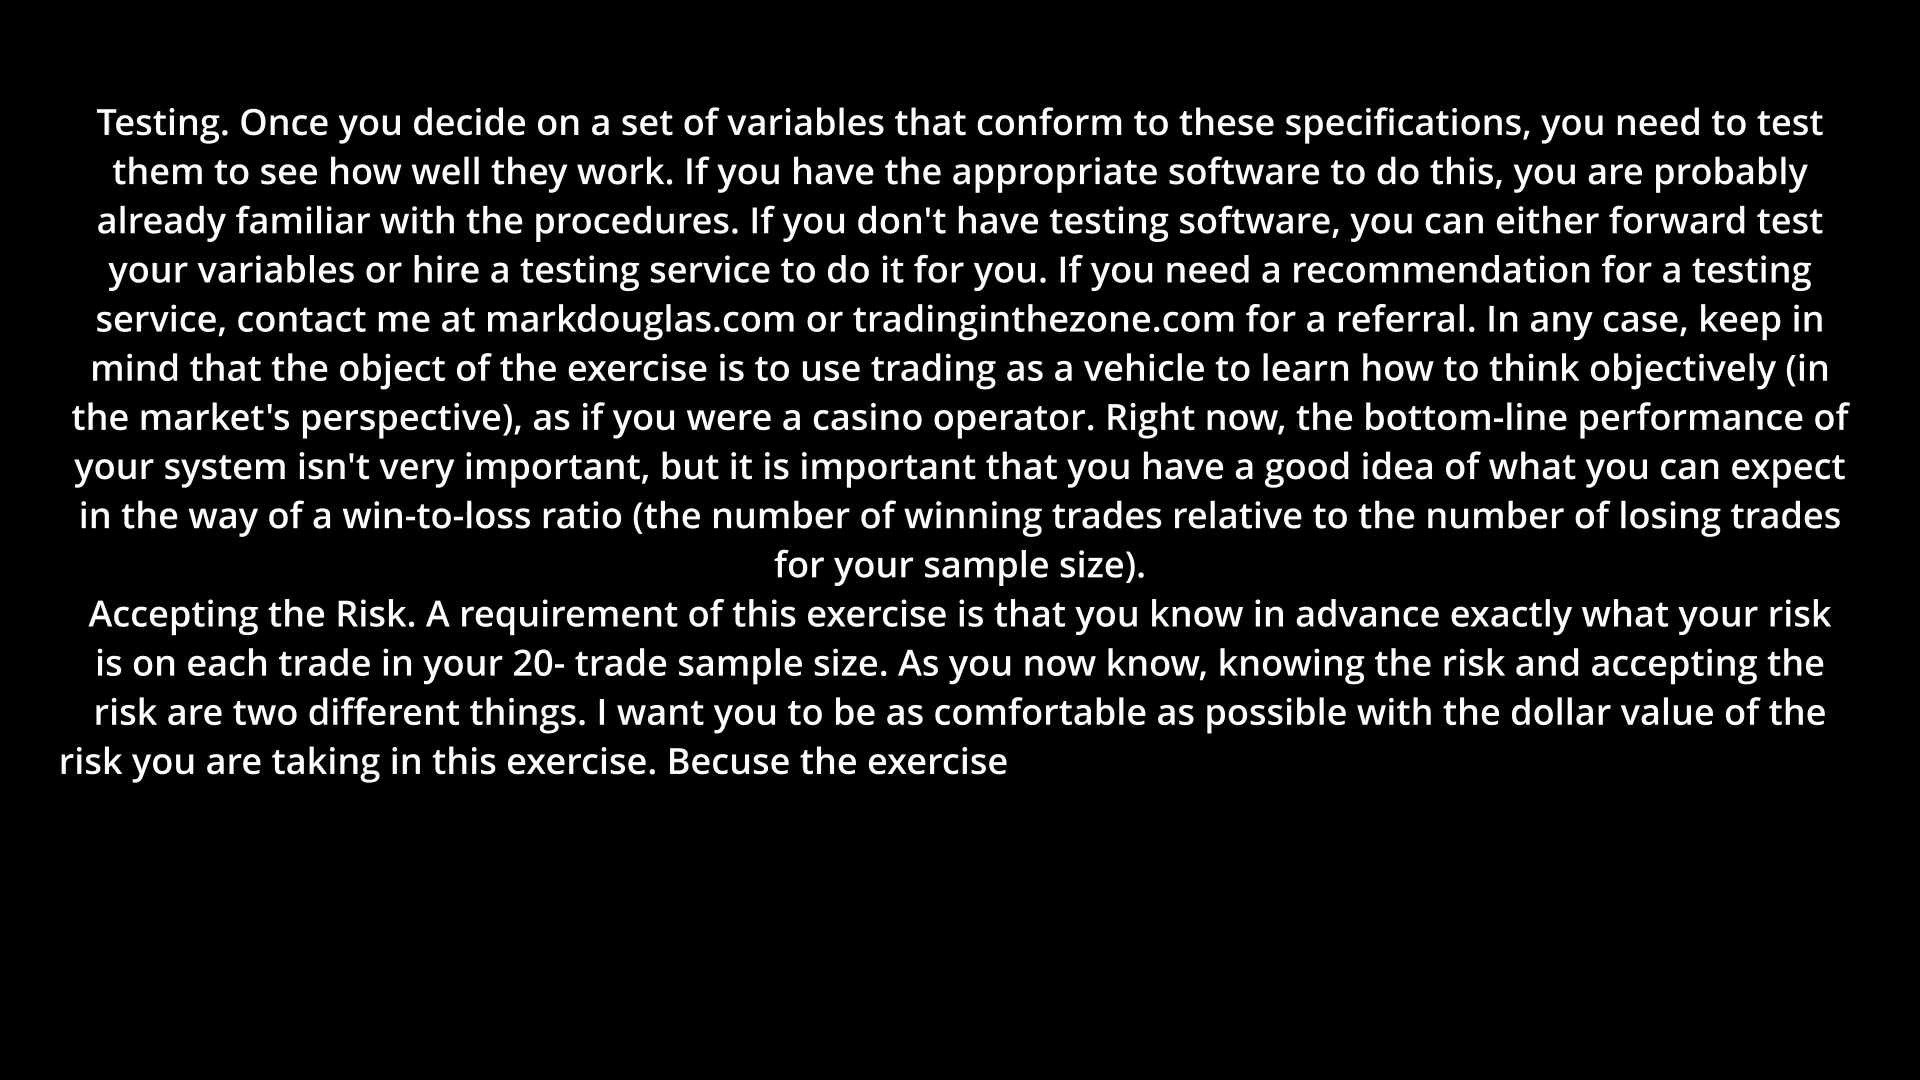 Testing. Once you decide on a set of variables that conform to these specifications, you need to test
them to see how well they work. If you have the appropriate software to do this, you are probably
already familiar with the procedures. If you don't have testing software, you can either forward test
your variables or hire a testing service to do it for you. If you need a recommendation for a testing
service, contact me at markdouglas.com or tradinginthezone.com for a referral. In any case, keep in
mind that the object of the exercise is to use trading as a vehicle to learn how to think objectively (in
the market's perspective), as if you were a casino operator. Right now, the bottom-line performance of
your system isn't very important, but it is important that you have a good idea of what you can expect
in the way of a win-to-loss ratio (the number of winning trades relative to the number of losing trades
for your sample size).
Accepting the Risk. A requirement of this exercise is that you know in advance exactly what your risk
is on each trade in your 20- trade sample size. As you now know, knowing the risk and accepting the
risk are two different things. I want you to be as comfortable as possible with the dollar value of the
risk you are taking in this exercise. Becuse the exercise